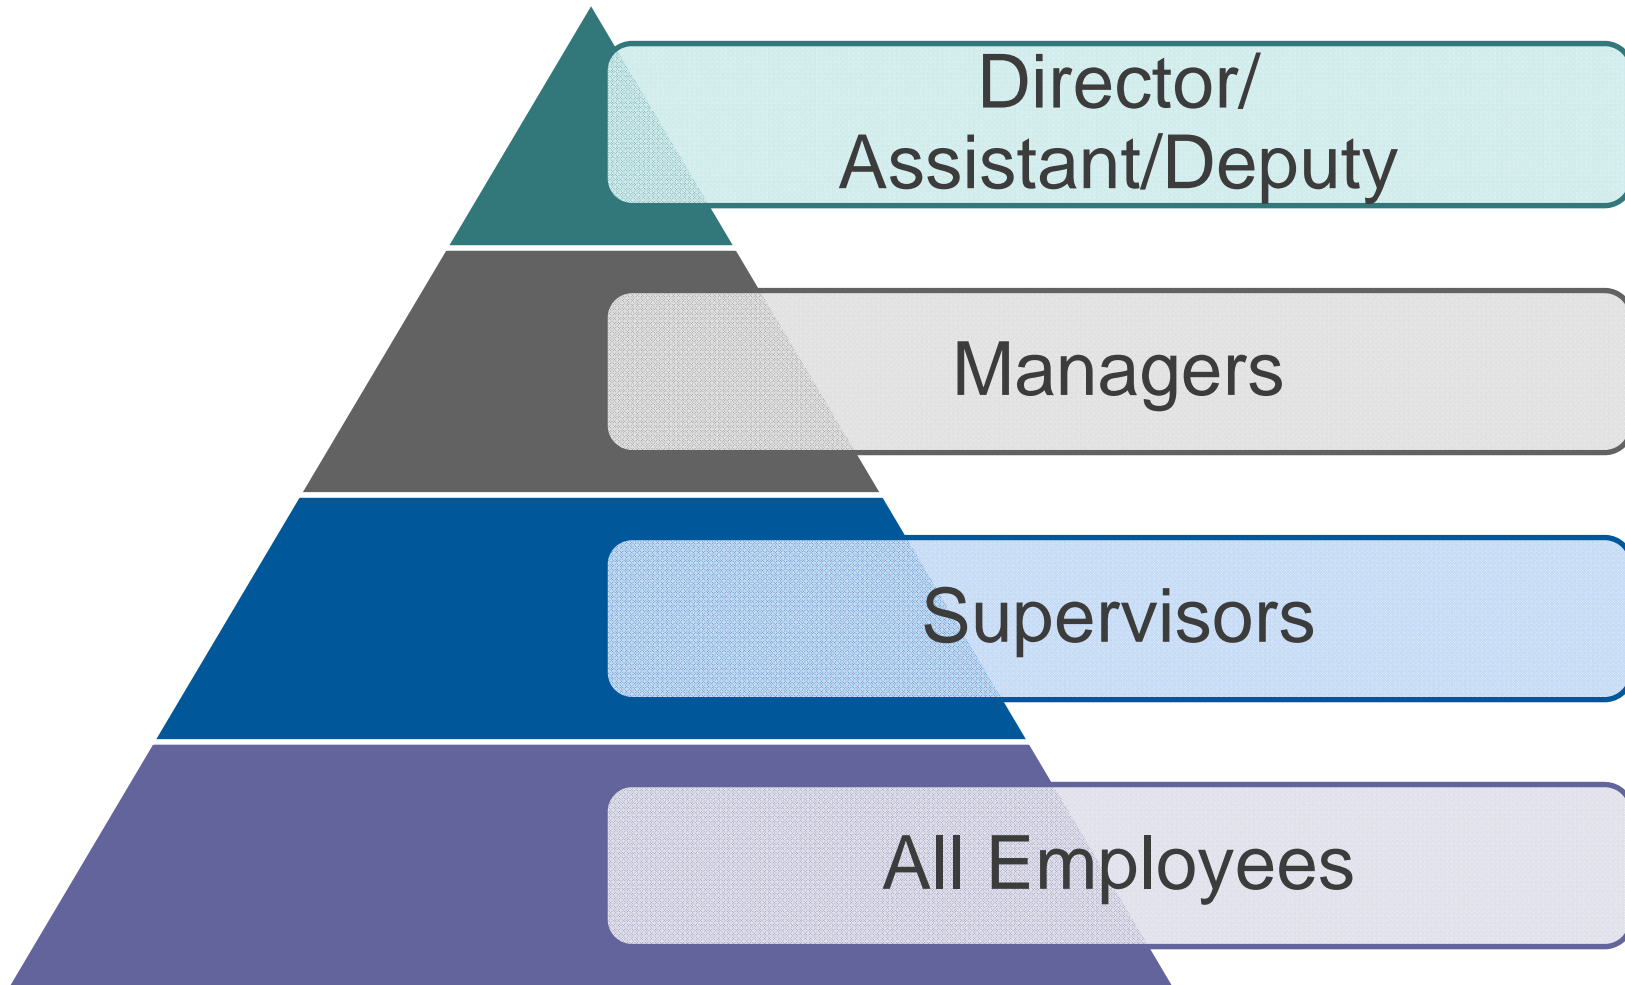 Director/
Assistant/Deputy
Managers
Supervisors
All Employees